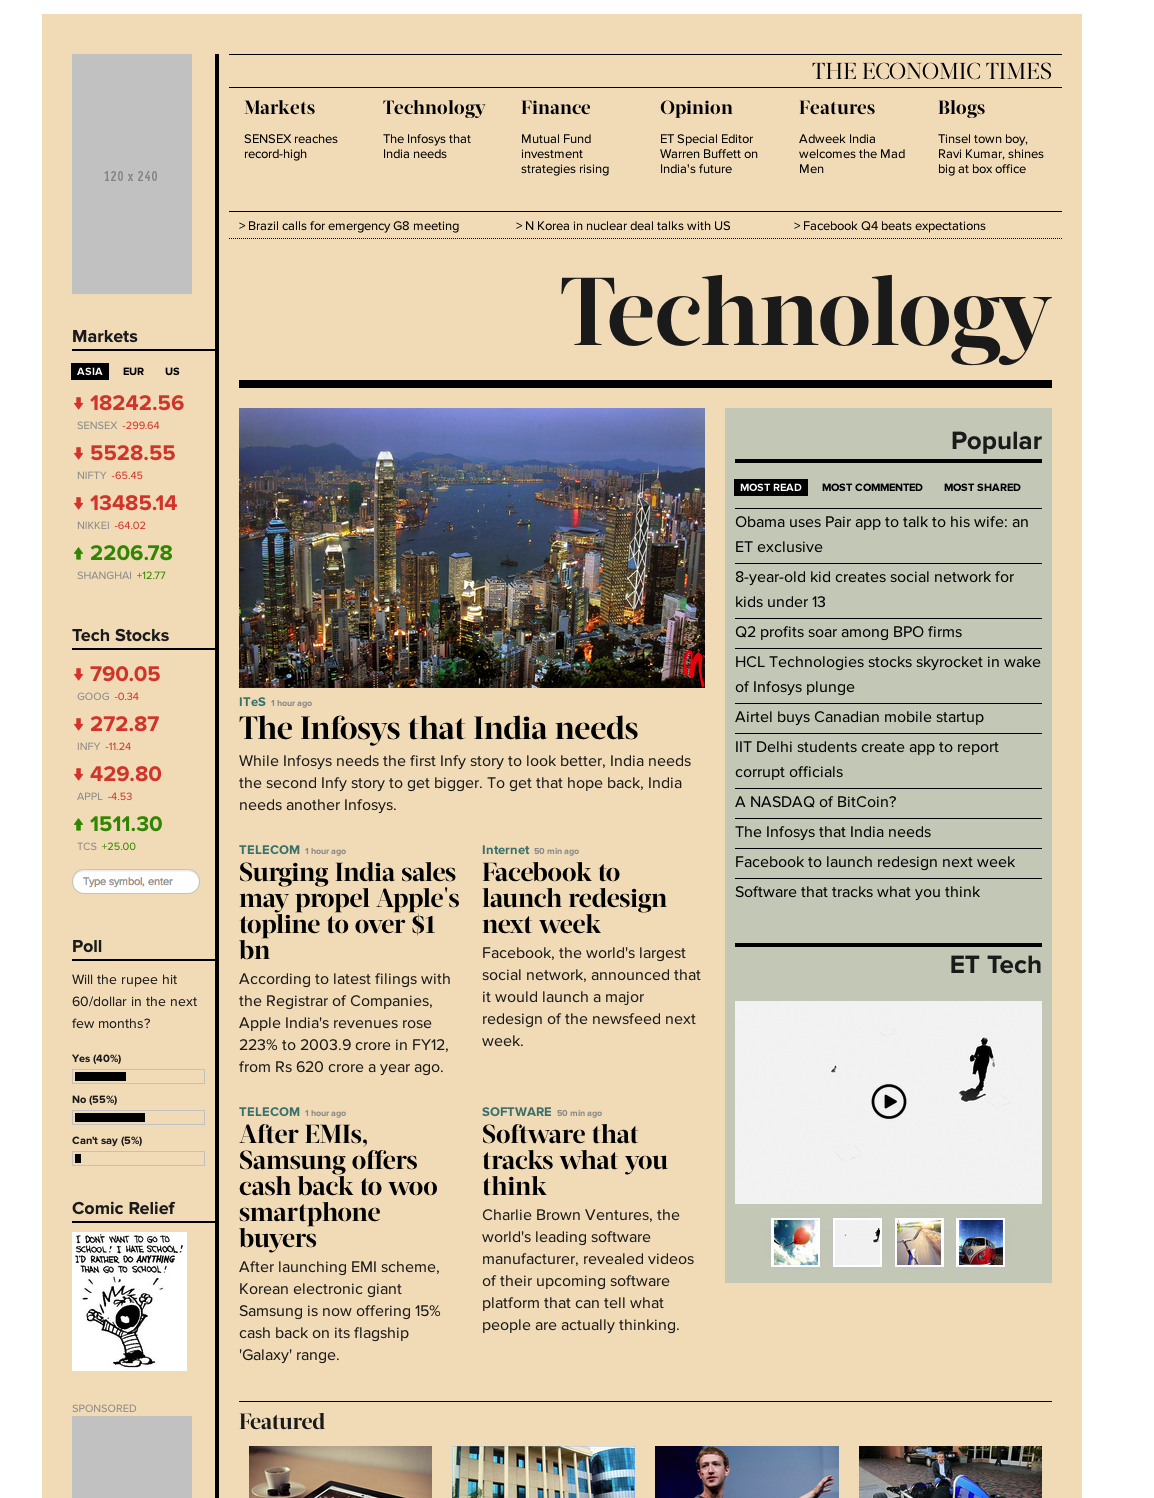 120 x 240
Markets
ASIA EUR US
18242.56
SENSEX -299.64
5528.55
NIFTY -65.45
13485.14
NIKKEI -64.02
2206.78
SHANGHAI +12.77
Tech Stocks
790.05
GOOG -0.34
272.87
INFY -11.24
429.80
APPL -4.53
1511.30
TCS +25.00
Type symbol, enter
Poll
Will the rupee hit
60/dollar in the next
few months?
Yes (40%)
No (55%)
Can't say (5%)
Comic Relief
I DON'T WANT TO GO TO
SCHOOL! I HATE SCHOOL!
I'D RATHER DO ANYTHING
THAN GO TO SCHOOL!
SPONSORED
THE ECONOMIC TIMES
Markets
SENSEX reaches
record-high
Technology
The Infosys that
India needs
Finance
Mutual Fund
investment
strategies rising
Opinion
ET Special Editor
Warren Buffett on
India's future
Features
Adweek India
welcomes the Mad
Men
Blogs
Tinsel town boy,
Ravi Kumar, shines
big at box office
> Brazil calls for emergency G8 meeting
> N Korea in nuclear deal talks with US
> Facebook Q4 beats expectations
Technology
ITeS 1 hour ago
The Infosys that India needs
While Infosys needs the first Infy story to look better, India needs
the second Infy story to get bigger. To get that hope back, India
needs another Infosys.
TELECOM 1 hour ago
Surging India sales
may propel Apple's
topline to over $1
bn
According to latest filings with
the Registrar of Companies,
Apple India's revenues rose
223% to 2003.9 crore in FY12,
from Rs 620 crore a year ago.
Internet 50 min ago
Facebook to
launch redesign
next week
Facebook, the world's largest
social network, announced that
it would launch a major
redesign of the newsfeed next
week.
TELECOM 1 hour ago
After EMIs,
Samsung offers
cash back to woo
smartphone
buyers
After launching EMI scheme,
Korean electronic giant
Samsung is now offering 15%
cash back on its flagship
'Galaxy' range.
SOFTWARE 50 min ago
Software that
tracks what you
think
Charlie Brown Ventures, the
world's leading software
manufacturer, revealed videos
of their upcoming software
platform that can tell what
people are actually thinking.
Popular
MOST READ MOST COMMENTED MOST SHARED
Obama uses Pair app to talk to his wife: an
ET exclusive
8-year-old kid creates social network for
kids under 13
Q2 profits soar among BPO firms
HCL Technologies stocks skyrocket in wake
of Infosys plunge
Airtel buys Canadian mobile startup
IIT Delhi students create app to report
corrupt officials
A NASDAQ of BitCoin?
The Infosys that India needs
Facebook to launch redesign next week
Software that tracks what you think
ET Tech
Featured